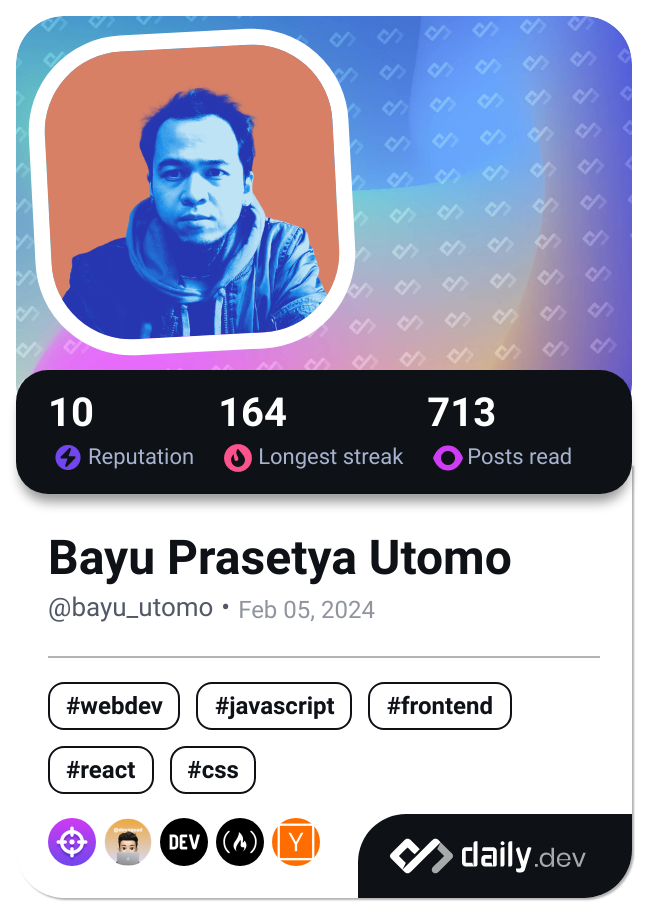 10 164 713
Reputation Longest streak Posts read
Bayu Prasetya Utomo
@bayu_utomo • Feb 05, 2024
#webdev #javascript #frontend
#react #css
DEV Y
daily.dev